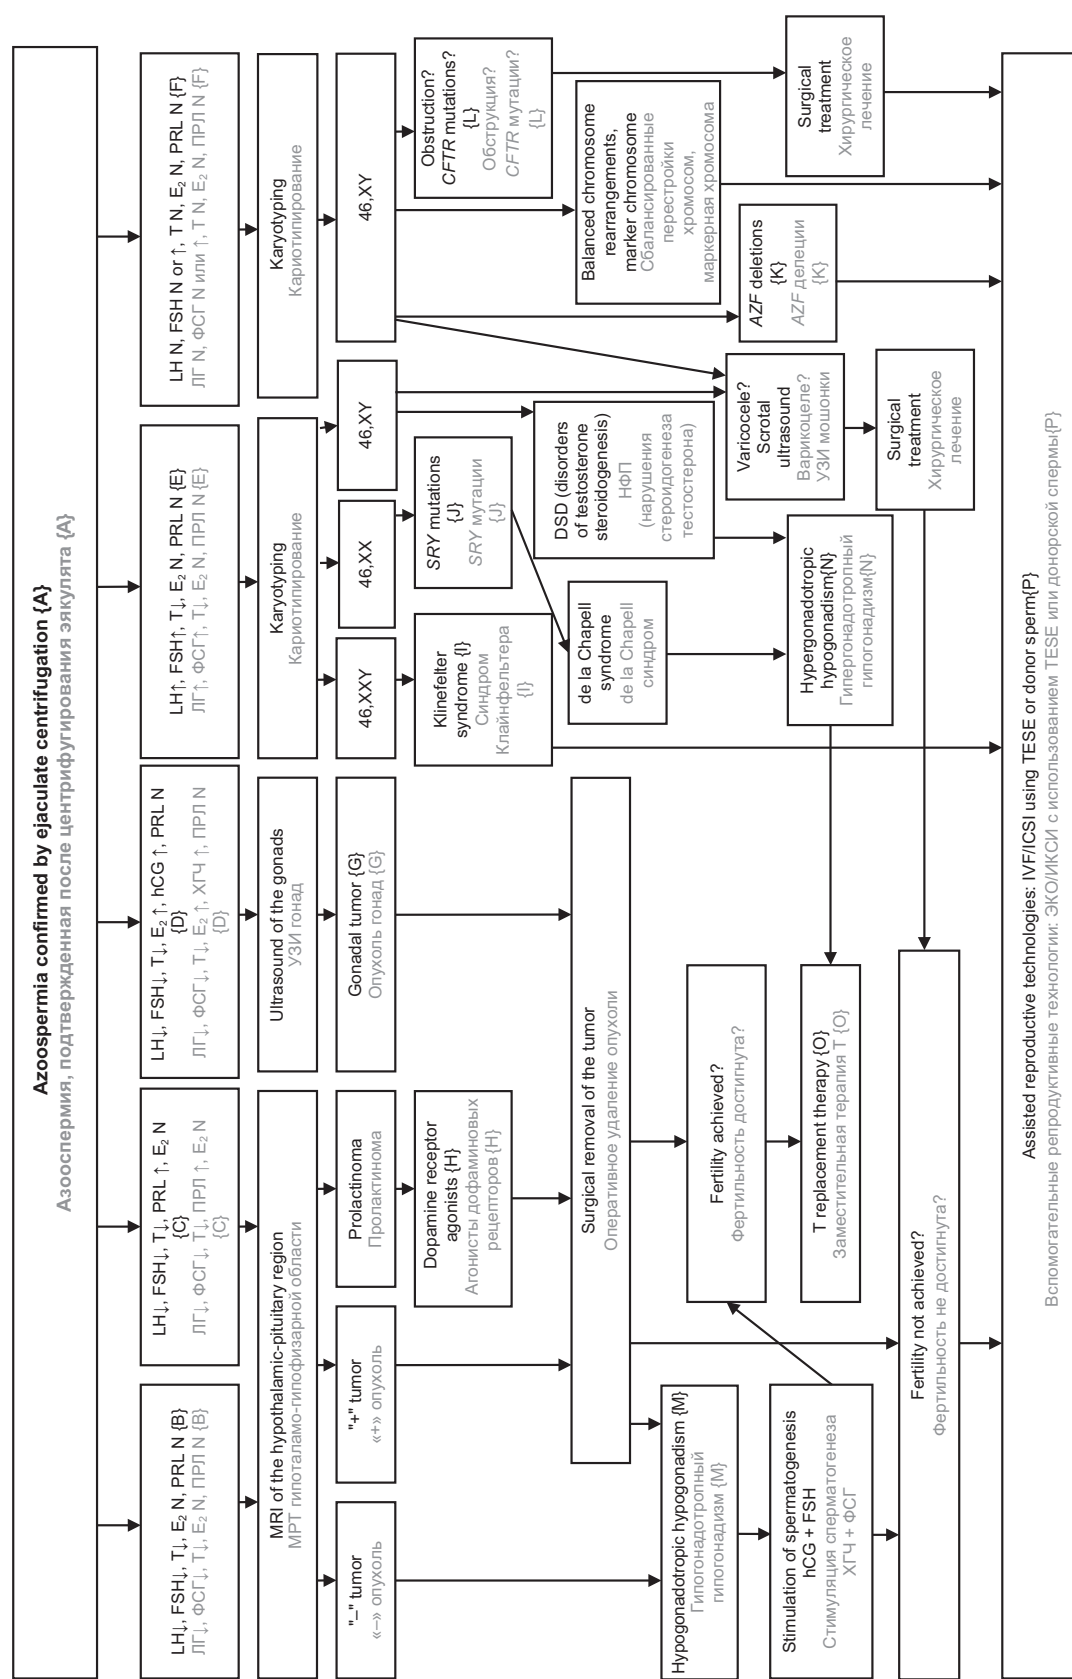 Azoospermia confirmed by ejaculate centrifugation {A}
Азооспермия, подтвержденная после центрифугирования эякулята {A}
LH↓, FSH↓, T↓, E₂ N, PRL N {B}
ЛГ↓, ФСГ↓, Т↓, E₂ N, ПРЛ N {B}
LH↓, FSH↓, T↓, PRL ↑, E₂ N
{C}
ЛГ↓, ФСГ↓, Т↓, ПРЛ ↑, E₂ N
{C}
LH↓, FSH↓, T↓, E₂ ↑, hCG ↑, PRL N
{D}
ЛГ↓, ФСГ↓, Т↓, E₂ ↑, ХГЧ ↑, ПРЛ N
{D}
LH↑, FSH↑, T↓, E₂ N, PRL N {E}
ЛГ↑, ФСГ↑, Т↓, E₂ N, ПРЛ N {E}
LH N, FSH N or ↑, T N, E₂ N, PRL N {F}
ЛГ N, ФСГ N или ↑, Т N, E₂ N, ПРЛ N {F}
MRI of the hypothalamic-pituitary region
МРТ гипоталамо-гипофизарной области
Ultrasound of the gonads
УЗИ гонад
Karyotyping
Кариотипирование
Karyotyping
Кариотипирование
"–" tumor
«–» опухоль
"+" tumor
«+» опухоль
Prolactinoma
Пролактинома
Gonadal tumor {G}
Опухоль гонад {G}
46,XXY
46,XX
46,XY
46,XY
Dopamine receptor
agonists {H}
Агонисты дофаминовых
рецепторов {H}
Klinefelter
syndrome {I}
Синдром
Клайнфельтера
{I}
SRY mutations
{J}
SRY мутации
{J}
Obstruction?
CFTR mutations?
{L}
Обструкция?
CFTR мутации?
{L}
Surgical removal of the tumor
Оперативное удаление опухоли
de la Chapell
syndrome
de la Chapell
синдром
DSD (disorders
of testosterone
steroidogenesis)
НФП
(нарушения
стероидогенеза
тестостерона)
Balanced chromosome
rearrangements,
marker chromosome
Сбалансированные
перестройки
хромосом,
маркерная хромосома
Hypogonadotropic hypogonadism {M}
Гипогонадотропный
гипогонадизм {M}
Fertility achieved?
Фертильность достигнута?
Varicocele?
Scrotal
ultrasound
Варикоцеле?
УЗИ мошонки
AZF deletions
{K}
AZF делеции
{K}
Stimulation of spermatogenesis
hCG + FSH
Стимуляция сперматогенеза
ХГЧ + ФСГ
T replacement therapy {O}
Заместительная терапия Т {O}
Hypergonadotropic
hypogonadism{N}
Гипергонадотропный
гипогонадизм{N}
Surgical
treatment
Хирургическое
лечение
Surgical
treatment
Хирургическое
лечение
Fertility not achieved?
Фертильность не достигнута?
Assisted reproductive technologies: IVF/ICSI using TESE or donor sperm{P}
Вспомогательные репродуктивные технологии: ЭКО/ИКСИ с использованием TESE или донорской спермы{P}